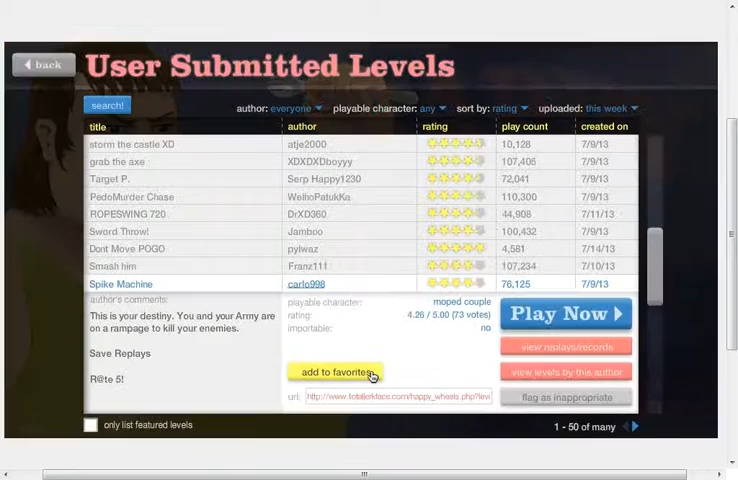 back
User Submitted Levels
search!
author: everyone playable character: any sort by: rating uploaded: this week
title author rating play count created on
storm the castle XD atje2000 10,128 7/9/13
grab the axe XDXDXDboyyy 107,405 7/9/13
Target P. Serp Happy1230 72,041 7/9/13
PedoMurder Chase WelhoPatukKa 110,300 7/9/13
ROPESWING 720 DrXD360 44,908 7/11/13
Sword Throw! Jamboo 100,432 7/9/13
Dont Move POGO pylwaz 4,581 7/14/13
Smash him Franz111 107,234 7/10/13
Spike Machine carlo998 76,125 7/9/13
author's comments:
This is your destiny. You and your Army are
on a rampage to kill your enemies.
Save Replays
R@te 5!
playable character: moped couple
rating: 4.26 / 5.00 (73 votes)
importable: no
add to favorites
url: http://www.totaljerkface.com/happy_wheels.php?lev
Play Now
view replays/records
view levels by this author
flag as inappropriate
only list featured levels
1 - 50 of many